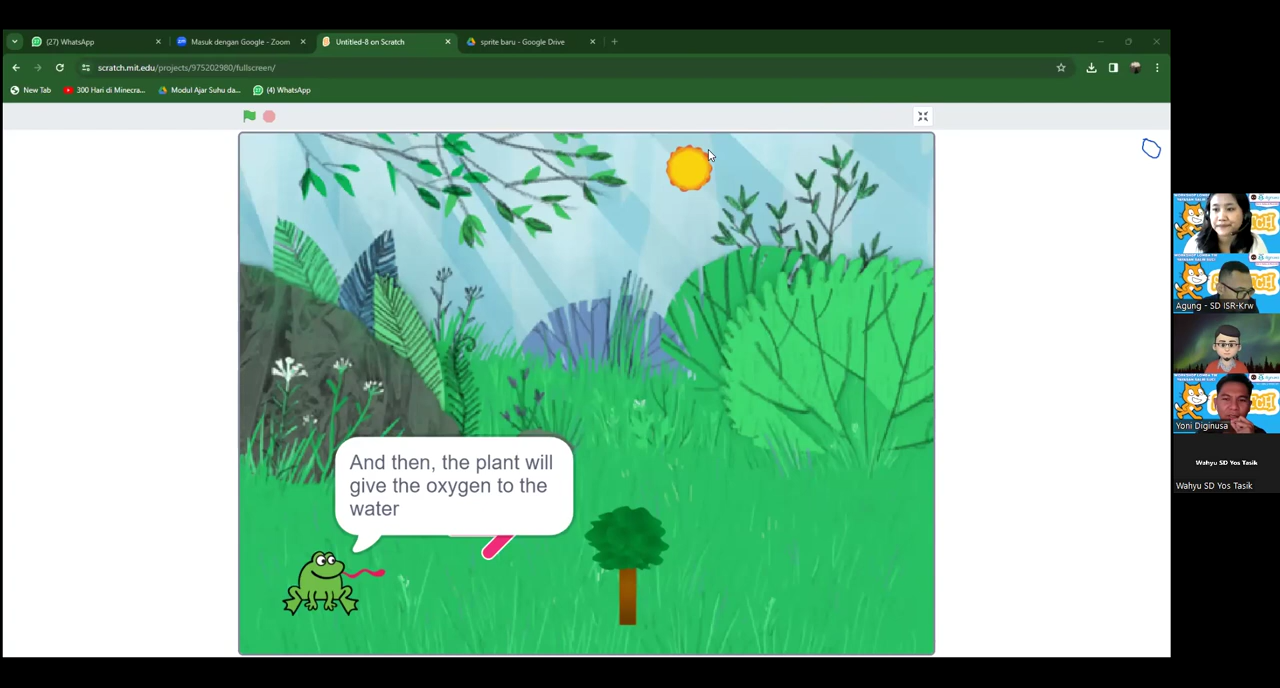 (27) WhatsApp
Masuk dengan Google - Zoom
Untitled-8 on Scratch
sprite baru - Google Drive
scratch.mit.edu/projects/975202980/fullscreen/
New Tab
300 Hari di Minecra...
Modul Ajar Suhu da...
(4) WhatsApp
And then, the plant will
give the oxygen to the
water
Agung - SD ISR-Krw
Yoni Diginusa
Wahyu SD Yos Tasik
Wahyu SD Yos Tasik